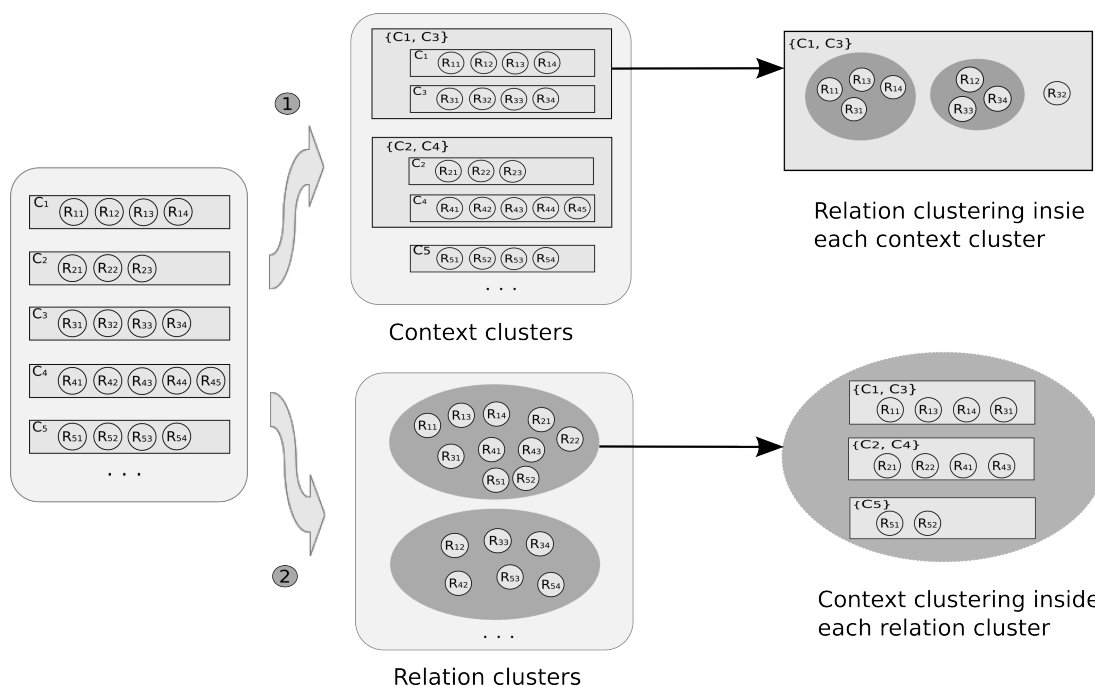 C₁ R₁₁ R₁₂ R₁₃ R₁₄
C₂ R₂₁ R₂₂ R₂₃
C₃ R₃₁ R₃₂ R₃₃ R₃₄
C₄ R₄₁ R₄₂ R₄₃ R₄₄ R₄₅
C₅ R₅₁ R₅₂ R₅₃ R₅₄
. . .
1
{C₁, C₃}
C₁ R₁₁ R₁₂ R₁₃ R₁₄
C₃ R₃₁ R₃₂ R₃₃ R₃₄
{C₂, C₄}
C₂ R₂₁ R₂₂ R₂₃
C₄ R₄₁ R₄₂ R₄₃ R₄₄ R₄₅
C5 R₅₁ R₅₂ R₅₃ R₅₄
. . .
Context clusters
{C₁, C₃}
R₁₁ R₁₃ R₁₄ R₃₁
R₁₂ R₃₃ R₃₄
R₃₂
Relation clustering insie
each context cluster
2
R₁₁ R₁₃ R₁₄ R₂₁ R₂₂
R₃₁ R₄₁ R₄₃
R₅₁ R₅₂
R₁₂ R₃₃ R₃₄
R₄₂ R₅₃ R₅₄
. . .
Relation clusters
{C1, C3}
R₁₁ R₁₃ R₁₄ R₃₁
{C2, C4}
R₂₁ R₂₂ R₄₁ R₄₃
{C5}
R₅₁ R₅₂
Context clustering inside
each relation cluster